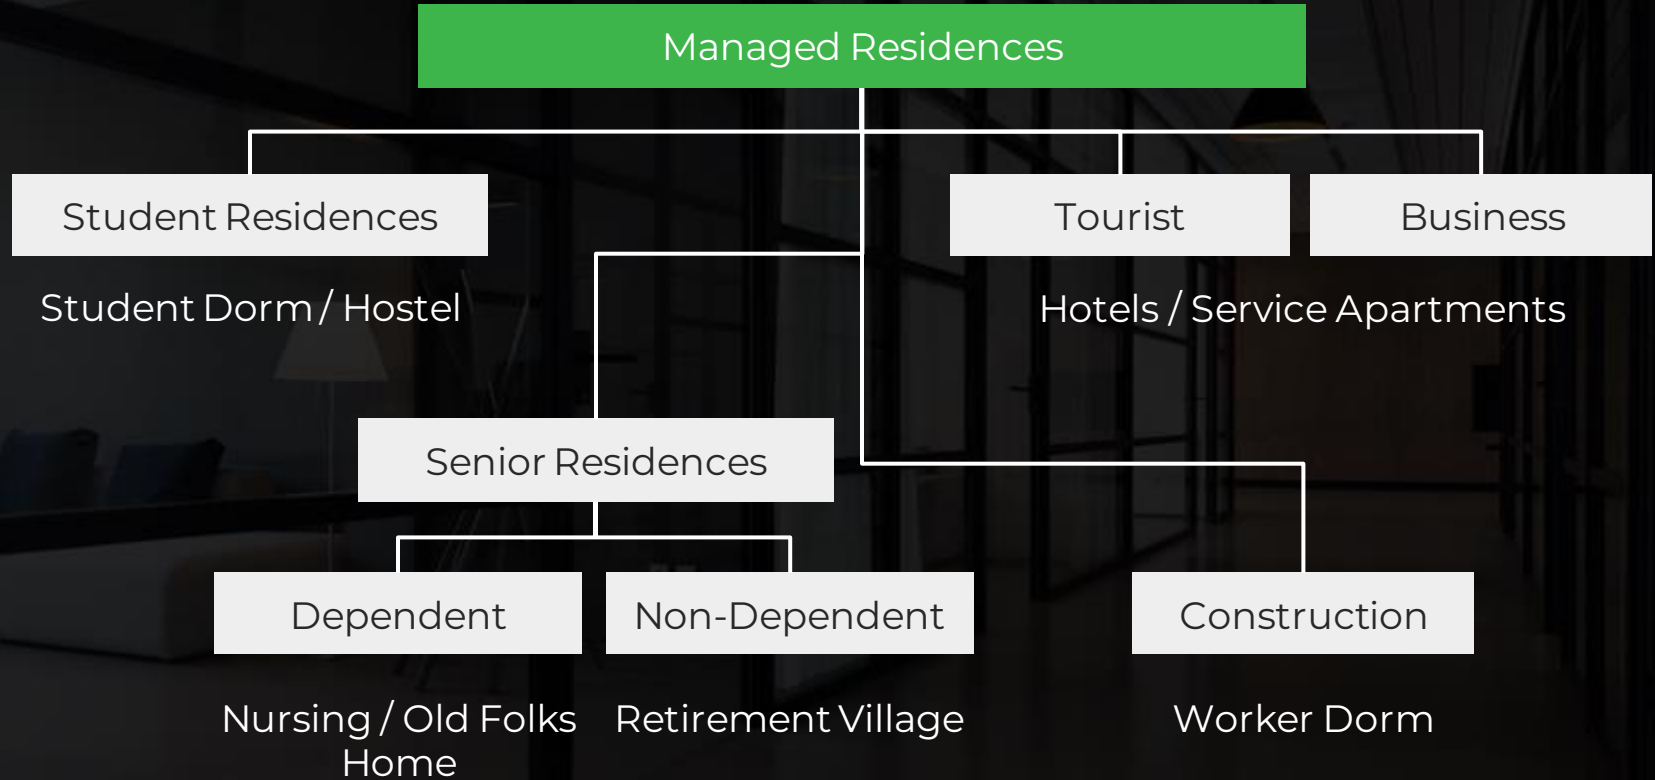 Managed Residences
Student Residences
Tourist
Business
Student Dorm / Hostel
Hotels / Service Apartments
Senior Residences
Dependent
Non-Dependent
Construction
Nursing / Old Folks
Home
Retirement Village
Worker Dorm